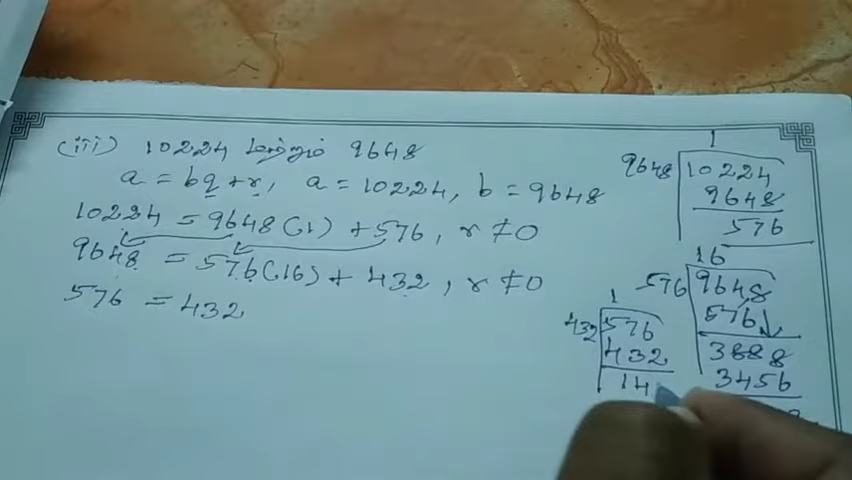 (iii) 10224 மற்றும் 9648
a = bq + r, a = 10224, b = 9648
10224 = 9648(1) + 576, r ≠ 0
9648 = 576(16) + 432, r ≠ 0
576 = 432
1
9648 10224
9648
576
16
576 9648
576
3888
3456
1
432 576
432
14